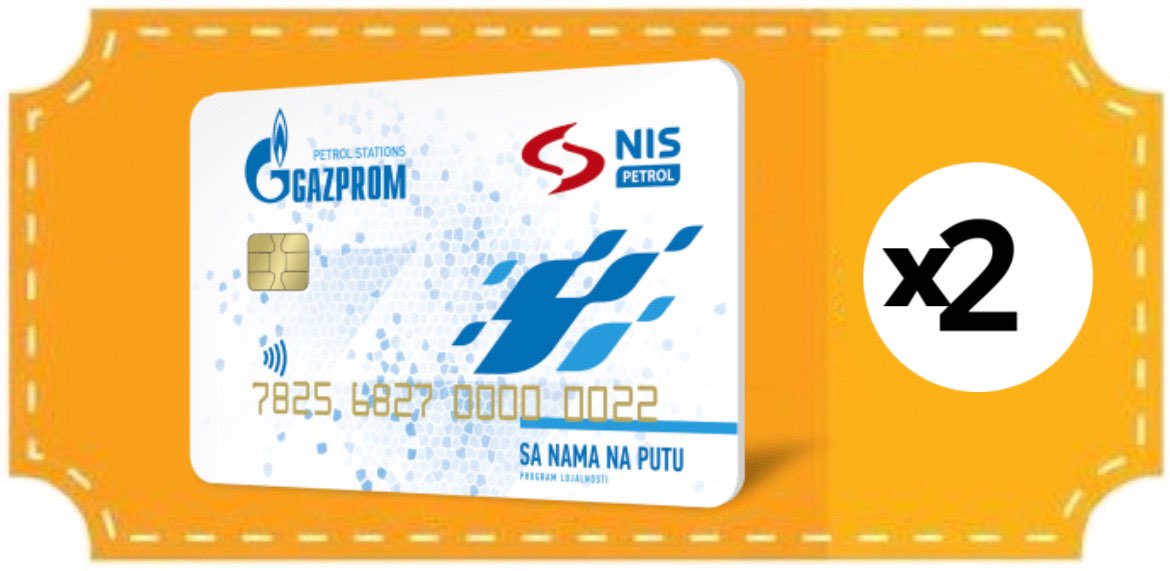 PETROL STATIONS
GAZPROM
NIS
PETROL
7825 6827 0000 0022
SA NAMA NA PUTU
PROGRAM LOJALNOSTI
x2